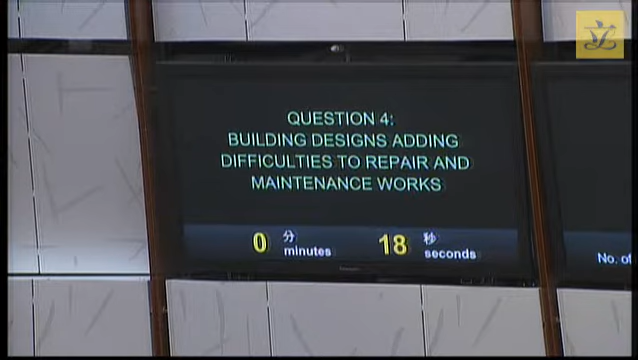 立
QUESTION 4:
BUILDING DESIGNS ADDING
DIFFICULTIES TO REPAIR AND
MAINTENANCE WORKS
0 分 minutes 18 秒 seconds
No. of